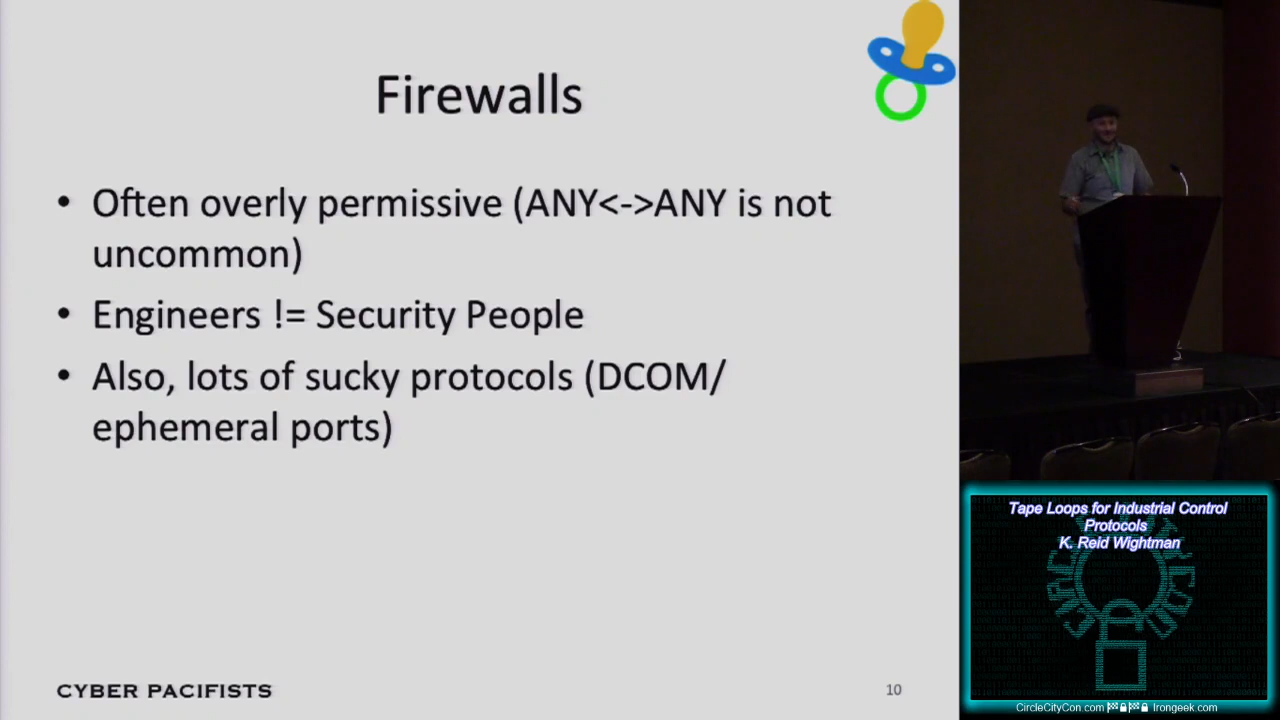 Firewalls
• Often overly permissive (ANY<->ANY is not
uncommon)
• Engineers != Security People
• Also, lots of sucky protocols (DCOM/
ephemeral ports)
CYBER PACIFISTS
10
Tape Loops for Industrial Control
Protocols
K. Reid Wightman
CircleCityCon.com Irongeek.com